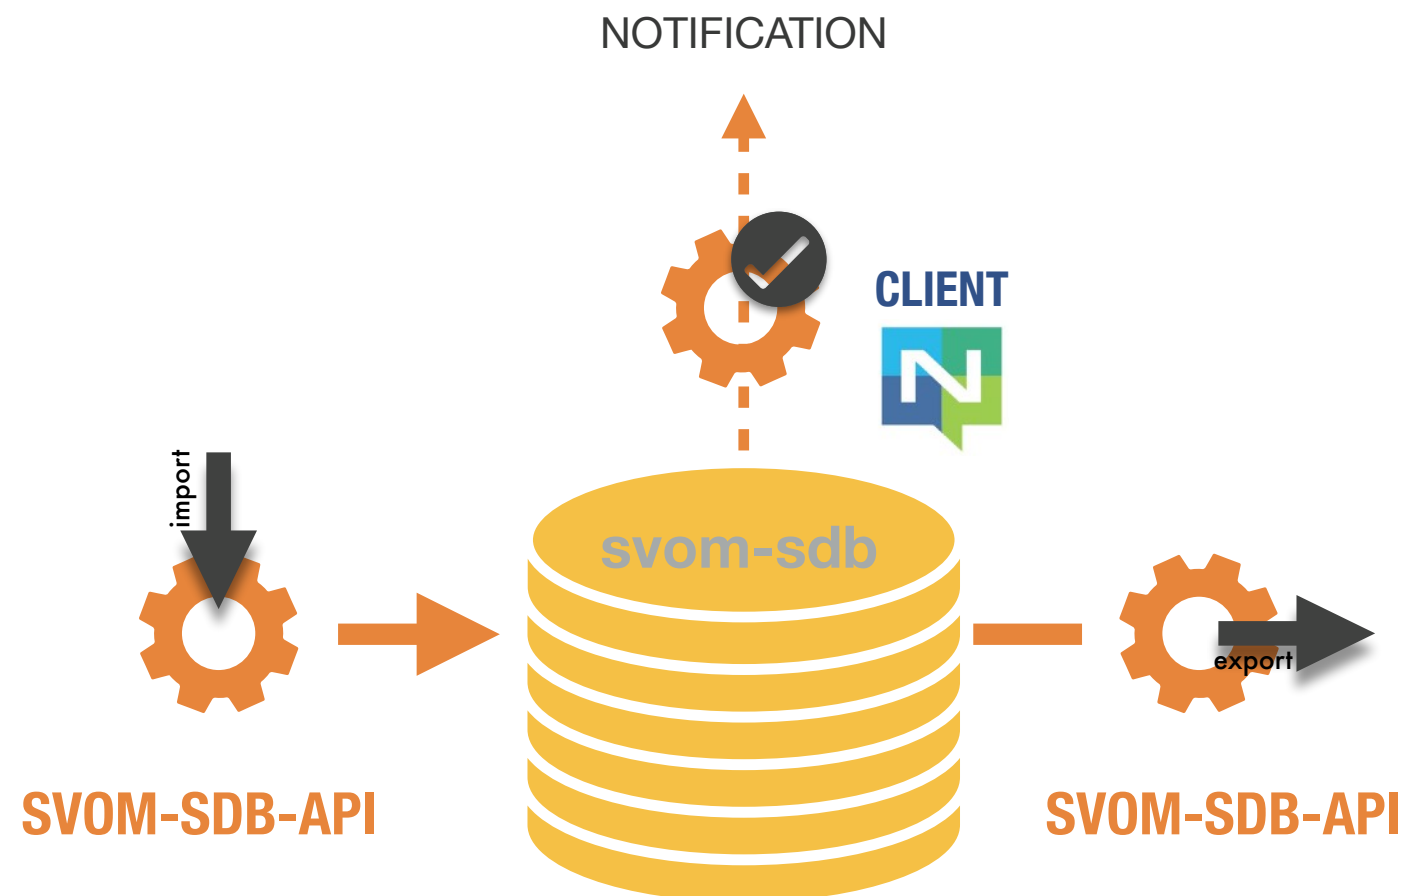 NOTIFICATION
CLIENT
N
import
svom-sdb
export
SVOM-SDB-API
SVOM-SDB-API